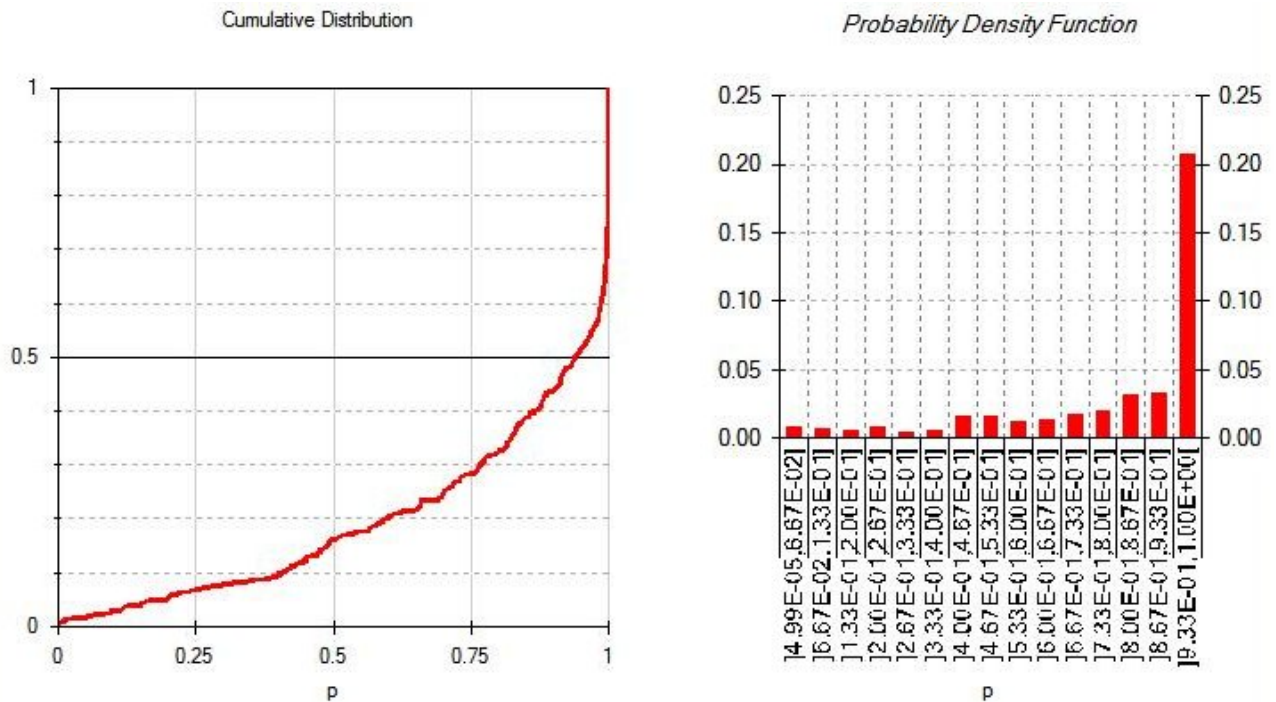 Cumulative Distribution
1
0.5
0
0
0.25
0.5
0.75
1
p
Probability Density Function
0.25
0.20
0.15
0.10
0.05
0.00
0.25
0.20
0.15
0.10
0.05
0.00
]4.99E-05,6.67E-02]
]6.67E-02,1.33E-01]
]1.33E-01,2.00E-01]
]2.00E-01,2.67E-01]
]2.67E-01,3.33E-01]
]3.33E-01,4.00E-01]
]4.00E-01,4.67E-01]
]4.67E-01,5.33E-01]
]5.33E-01,6.00E-01]
]6.00E-01,6.67E-01]
]6.67E-01,7.33E-01]
]7.33E-01,8.00E-01]
]8.00E-01,8.67E-01]
]8.67E-01,9.33E-01]
]9.33E-01,1.00E+00[
p